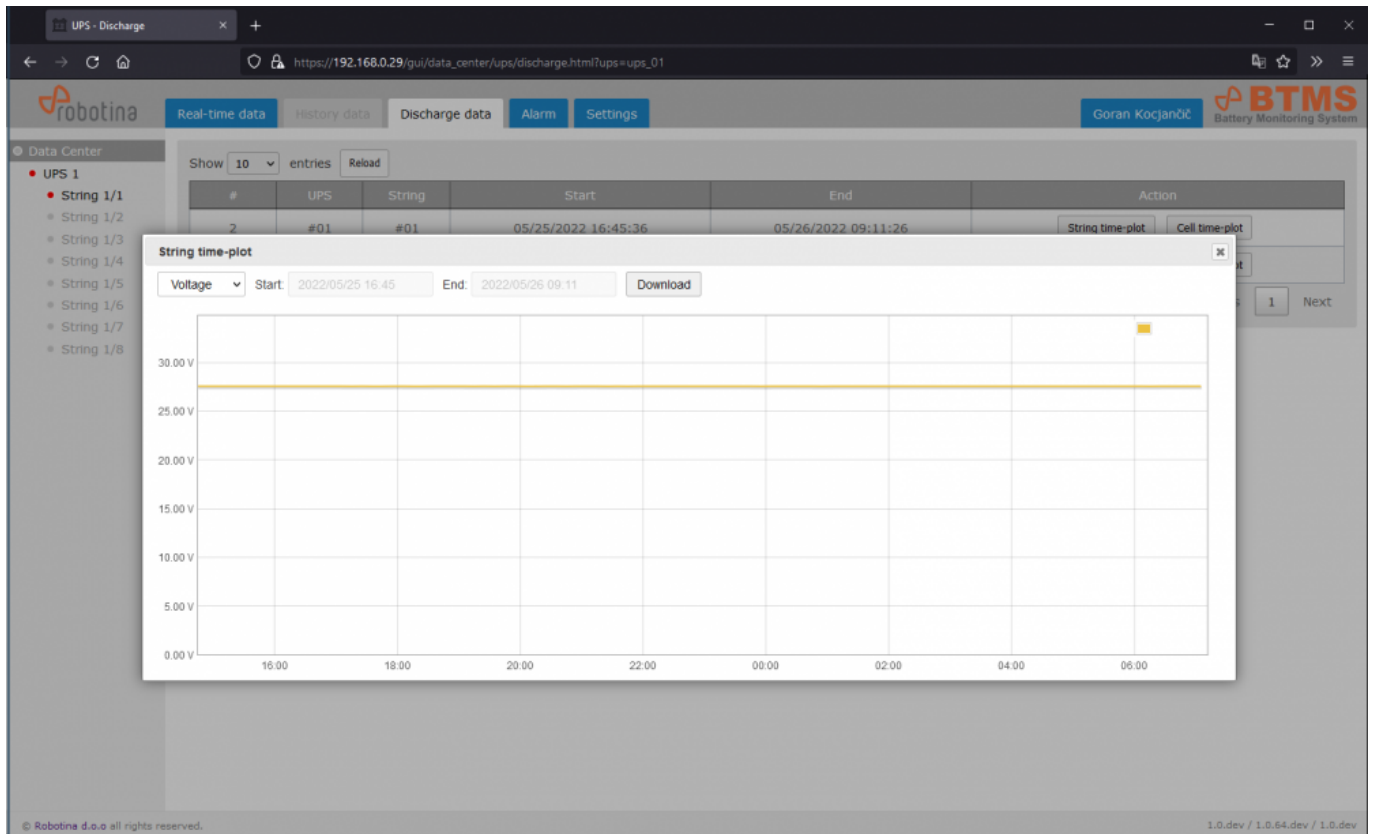 UPS - Discharge
https://192.168.0.29/gui/data_center/ups/discharge.html?ups=ups_01
robotina
Real-time data
History data
Discharge data
Alarm
Settings
Goran Kocjančič
BTMS
Battery Monitoring System
Data Center
UPS 1
String 1/1
String 1/2
String 1/3
String 1/4
String 1/5
String 1/6
String 1/7
String 1/8
Show 10 entries Reload
# UPS String Start End Action
2 #01 #01 05/25/2022 16:45:36 05/26/2022 09:11:26 String time-plot Cell time-plot
1 Next
String time-plot
Voltage Start: 2022/05/25 16:45 End: 2022/05/26 09:11 Download
30.00 V
25.00 V
20.00 V
15.00 V
10.00 V
5.00 V
0.00 V
16:00 18:00 20:00 22:00 00:00 02:00 04:00 06:00
© Robotina d.o.o all rights reserved.
1.0.dev / 1.0.64.dev / 1.0.dev